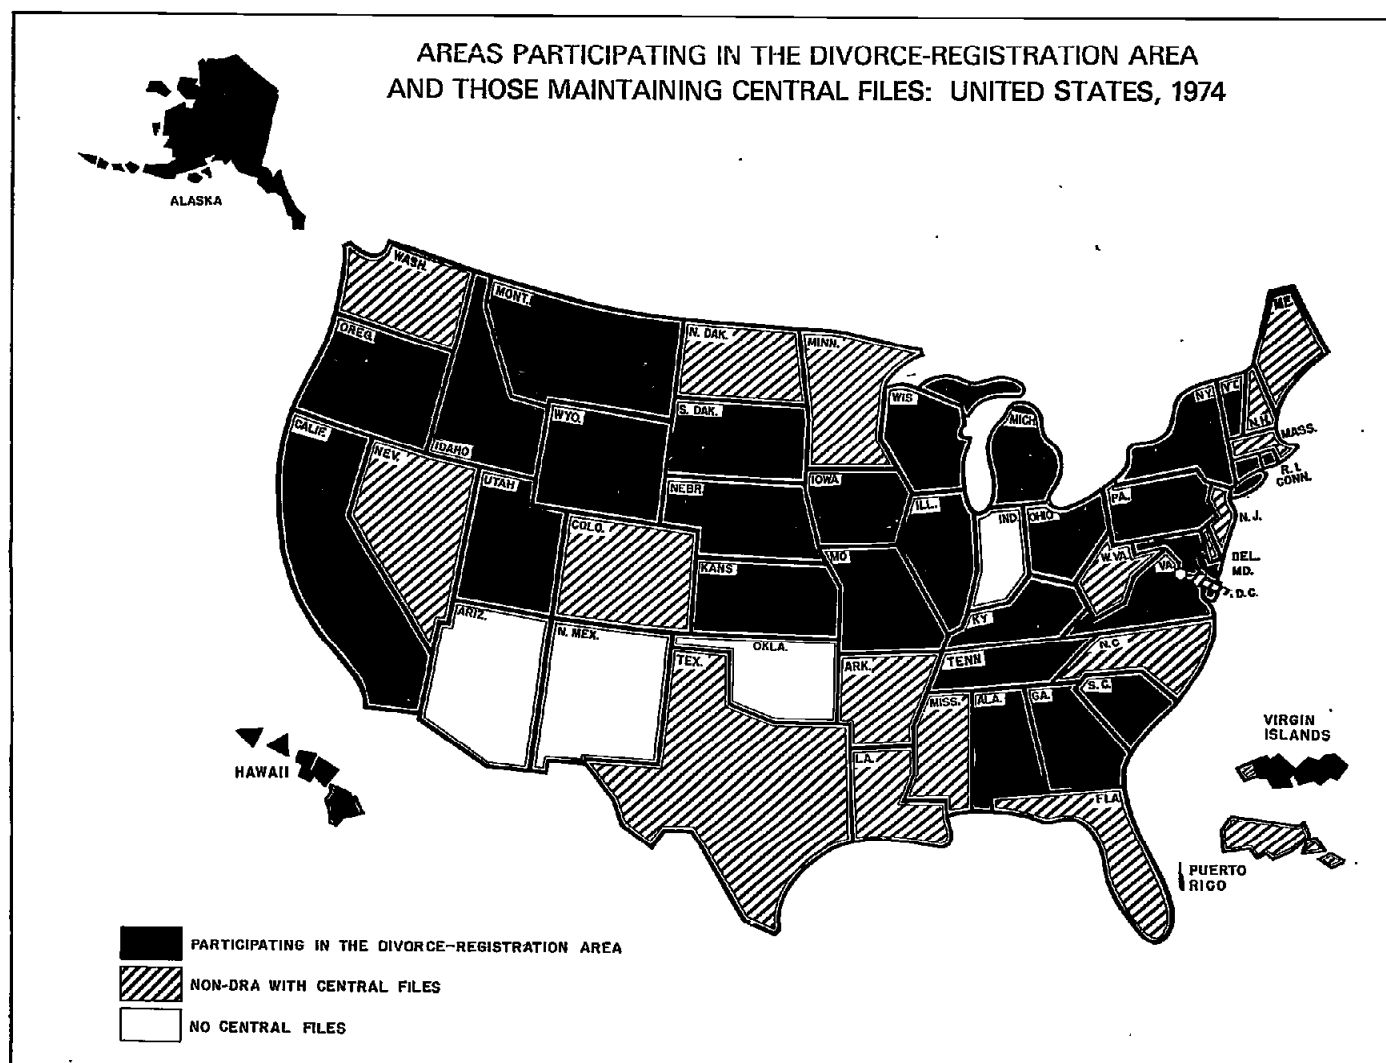 AREAS PARTICIPATING IN THE DIVORCE-REGISTRATION AREA
AND THOSE MAINTAINING CENTRAL FILES: UNITED STATES, 1974
ALASKA
WASH.
MONT.
N. DAK.
MINN.
ME.
OREG.
IDAHO
WYO.
S. DAK.
WIS
MICH
N.Y.
VT.
N.H.
MASS.
R. I.
CONN.
CALIF.
NEV.
UTAH
NEBR
IOWA
ILL.
IND.
OHIO
PA.
N. J.
COLO.
KANS
MO
W. VA.
VA.
DEL.
MD.
D.C.
KY
ARIZ.
N. MEX.
OKLA.
TEX.
ARK.
TENN
N.C
S. C.
MISS.
ALA.
GA.
LA.
FLA
HAWAII
VIRGIN
ISLANDS
PUERTO
RICO
PARTICIPATING IN THE DIVORCE-REGISTRATION AREA
NON-DRA WITH CENTRAL FILES
NO CENTRAL FILES